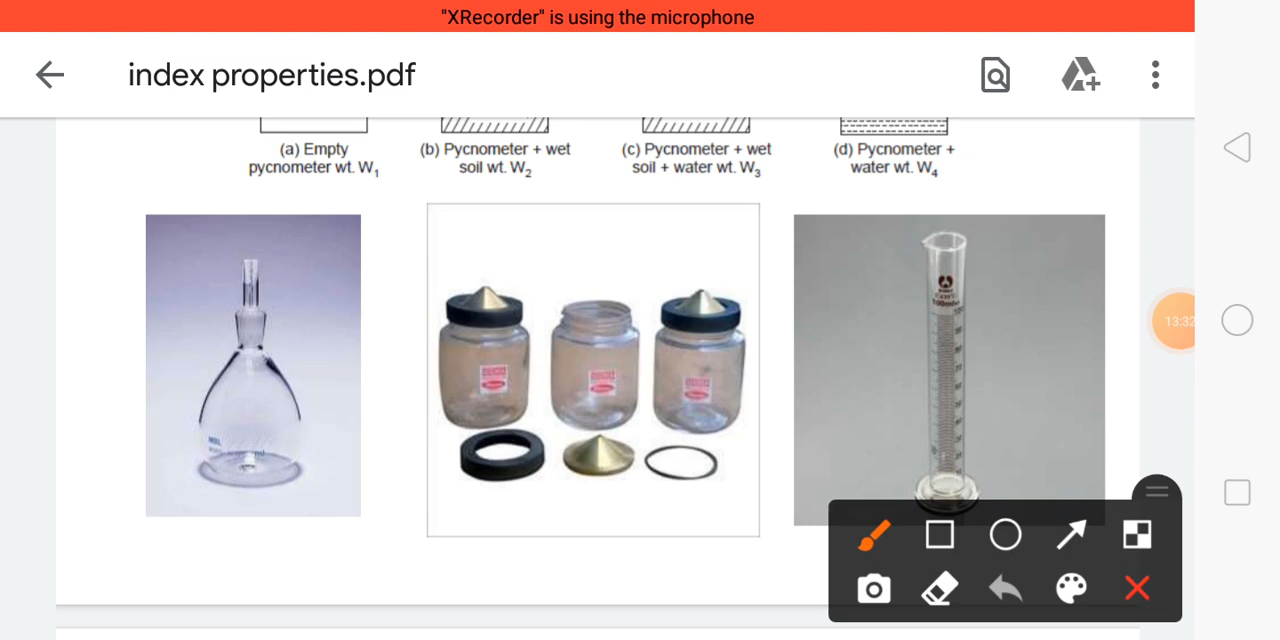 "XRecorder" is using the microphone
index properties.pdf
(a) Empty
pycnometer wt. W1
(b) Pycnometer + wet
soil wt. W2
(c) Pycnometer + wet
soil + water wt. W3
(d) Pycnometer +
water wt. W4
13:32